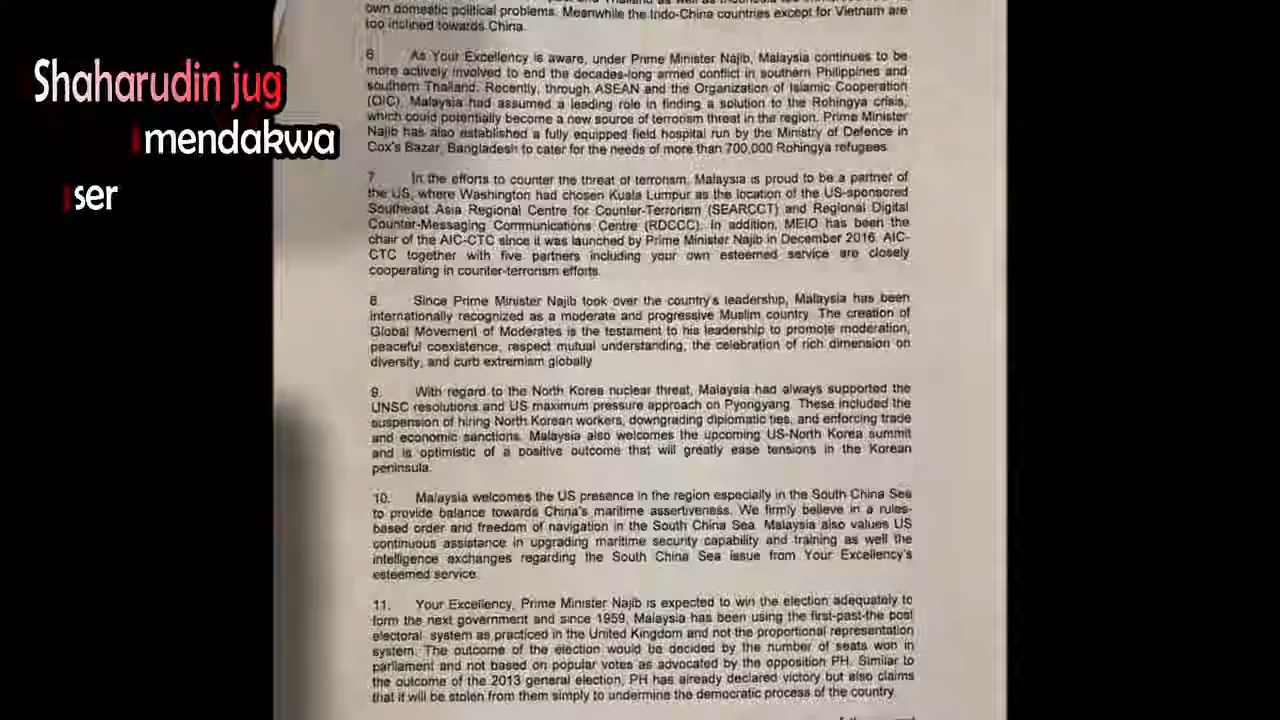 Shaharudin jug
mendakwa
ser
own domestic political problems. Meanwhile the Indo-China countries except for Vietnam are
too inclined towards China.
6 As Your Excellency is aware, under Prime Minister Najib, Malaysia continues to be
more actively involved to end the decades-long armed conflict in southern Philippines and
southern Thailand. Recently, through ASEAN and the Organization of Islamic Cooperation
(OIC), Malaysia had assumed a leading role in finding a solution to the Rohingya crisis,
which could potentially become a new source of terrorism threat in the region. Prime Minister
Najib has also established a fully equipped field hospital run by the Ministry of Defence in
Cox's Bazar, Bangladesh to cater for the needs of more than 700,000 Rohingya refugees.
7. In the efforts to counter the threat of terrorism, Malaysia is proud to be a partner of
the US, where Washington had chosen Kuala Lumpur as the location of the US-sponsored
Southeast Asia Regional Centre for Counter-Terrorism (SEARCCT) and Regional Digital
Counter-Messaging Communications Centre (RDCCC). In addition, MEIO has been the
chair of the AIC-CTC since it was launched by Prime Minister Najib in December 2016. AIC-
CTC together with five partners including your own esteemed service are closely
cooperating in counter-terrorism efforts.
8. Since Prime Minister Najib took over the country's leadership, Malaysia has been
internationally recognized as a moderate and progressive Muslim country. The creation of
Global Movement of Moderates is the testament to his leadership to promote moderation,
peaceful coexistence, respect mutual understanding, the celebration of rich dimension on
diversity, and curb extremism globally
9. With regard to the North Korea nuclear threat, Malaysia had always supported the
UNSC resolutions and US maximum pressure approach on Pyongyang. These included the
suspension of hiring North Korean workers, downgrading diplomatic ties, and enforcing trade
and economic sanctions. Malaysia also welcomes the upcoming US-North Korea summit
and is optimistic of a positive outcome that will greatly ease tensions in the Korean
peninsula.
10. Malaysia welcomes the US presence in the region especially in the South China Sea
to provide balance towards China's maritime assertiveness. We firmly believe in a rules-
based order and freedom of navigation in the South China Sea. Malaysia also values US
continuous assistance in upgrading maritime security capability and training as well the
intelligence exchanges regarding the South China Sea issue from Your Excellency's
esteemed service.
11. Your Excellency, Prime Minister Najib is expected to win the election adequately to
form the next government and since 1959, Malaysia has been using the first-past-the post
electoral system as practiced in the United Kingdom and not the proportional representation
system. The outcome of the election would be decided by the number of seats won in
parliament and not based on popular votes as advocated by the opposition PH. Similar to
the outcome of the 2013 general election, PH has already declared victory but also claims
that it will be stolen from them simply to undermine the democratic process of the country.